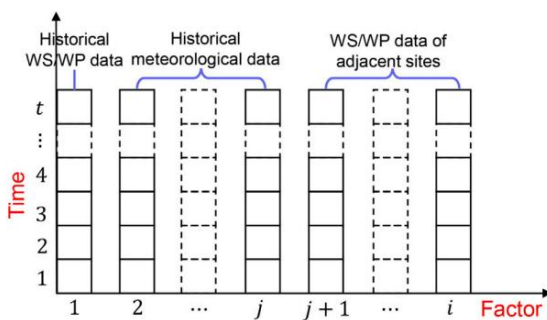 Historical
WS/WP data
Historical
meteorological data
WS/WP data of
adjacent sites
t
⋮
4
3
2
1
Time
1
2
...
j
j + 1
...
i
Factor